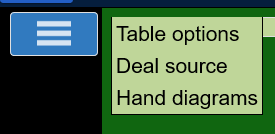 Table options
Deal source
Hand diagrams